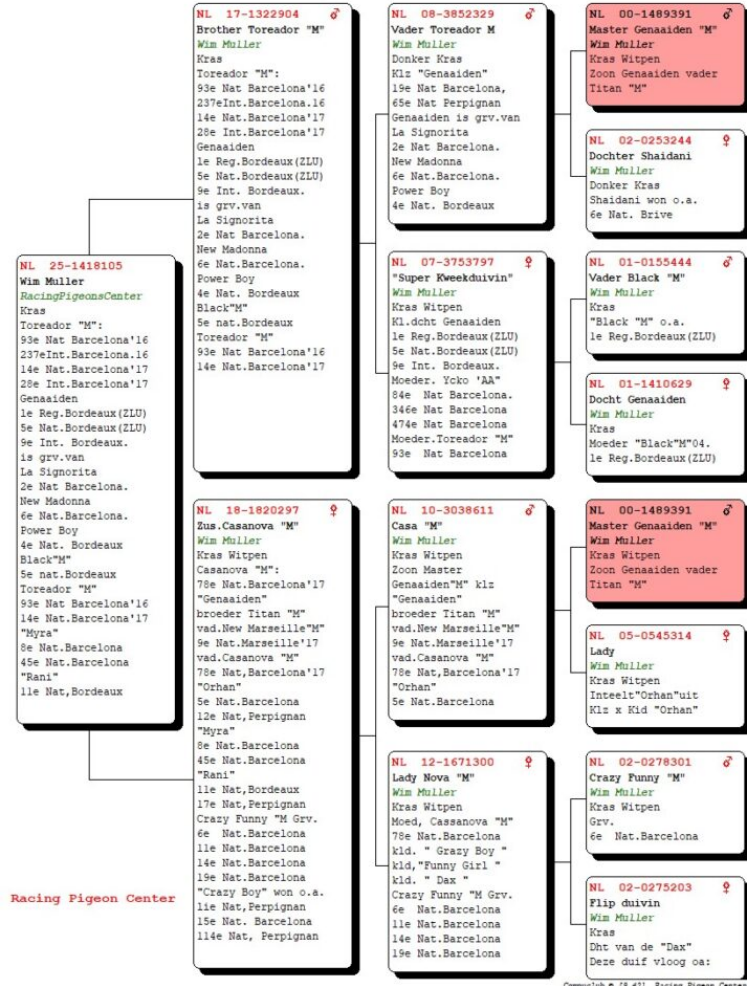 NL 25-1418105
Wim Muller
RacingPigeonsCenter
Kras
Toreador "M":
93e Nat Barcelona'16
237eInt.Barcelona.16
14e Nat.Barcelona'17
28e Int.Barcelona'17
Genaaiden
1e Reg.Bordeaux(ZLU)
5e Nat.Bordeaux(ZLU)
9e Int. Bordeaux.
is grv.van
La Signorita
2e Nat Barcelona.
New Madonna
6e Nat.Barcelona.
Power Boy
4e Nat. Bordeaux
Black"M"
5e nat.Bordeaux
Toreador "M"
93e Nat Barcelona'16
14e Nat.Barcelona'17
"Myra"
8e Nat.Barcelona
45e Nat.Barcelona
"Rani"
11e Nat,Bordeaux
Racing Pigeon Center
NL 17-1322904 ♂
Brother Toreador "M"
Wim Muller
Kras
Toreador "M":
93e Nat Barcelona'16
237eInt.Barcelona.16
14e Nat.Barcelona'17
28e Int.Barcelona'17
Genaaiden
1e Reg.Bordeaux(ZLU)
5e Nat.Bordeaux(ZLU)
9e Int. Bordeaux.
is grv.van
La Signorita
2e Nat Barcelona.
New Madonna
6e Nat.Barcelona.
Power Boy
4e Nat. Bordeaux
Black"M"
5e nat.Bordeaux
Toreador "M"
93e Nat Barcelona'16
14e Nat.Barcelona'17
NL 18-1820297 ♀
Zus.Casanova "M"
Wim Muller
Kras Witpen
Casanova "M":
78e Nat.Barcelona'17
"Genaaiden"
broeder Titan "M"
vad.New Marseille"M"
9e Nat.Marseille'17
vad.Casanova "M"
78e Nat,Barcelona'17
"Orhan"
5e Nat.Barcelona
12e Nat,Perpignan
"Myra"
8e Nat.Barcelona
45e Nat.Barcelona
"Rani"
11e Nat,Bordeaux
17e Nat,Perpignan
Crazy Funny "M Grv.
6e Nat.Barcelona
11e Nat.Barcelona
14e Nat.Barcelona
19e Nat.Barcelona
"Crazy Boy" won o.a.
1ie Nat,Perpignan
15e Nat. Barcelona
114e Nat, Perpignan
NL 08-3852329 ♂
Vader Toreador M
Wim Muller
Donker Kras
Klz "Genaaiden"
19e Nat Barcelona,
65e Nat Perpignan
Genaaiden is grv.van
La Signorita
2e Nat Barcelona.
New Madonna
6e Nat.Barcelona.
Power Boy
4e Nat. Bordeaux
NL 07-3753797 ♀
"Super Kweekduivin"
Wim Muller
Kras Witpen
Kl.dcht Genaaiden
1e Reg.Bordeaux(ZLU)
5e Nat.Bordeaux(ZLU)
9e Int. Bordeaux.
Moeder. Ycko 'AA"
84e Nat Barcelona.
346e Nat Barcelona
474e Nat Barcelona
Moeder.Toreador "M"
93e Nat Barcelona
NL 10-3038611 ♂
Casa "M"
Wim Muller
Kras Witpen
Zoon Master
Genaaiden"M" klz
"Genaaiden"
broeder Titan "M"
vad.New Marseille"M"
9e Nat.Marseille'17
vad.Casanova "M"
78e Nat,Barcelona'17
"Orhan"
5e Nat.Barcelona
NL 12-1671300 ♀
Lady Nova "M"
Wim Muller
Kras Witpen
Moed, Cassanova "M"
78e Nat.Barcelona
kld. " Grazy Boy "
kld,"Funny Girl "
kld. " Dax "
Crazy Funny "M Grv.
6e Nat.Barcelona
11e Nat.Barcelona
14e Nat.Barcelona
19e Nat.Barcelona
NL 00-1489391 ♂
Master Genaaiden "M"
Wim Muller
Kras Witpen
Zoon Genaaiden vader
Titan "M"
NL 02-0253244 ♀
Dochter Shaidani
Wim Muller
Donker Kras
Shaidani won o.a.
6e Nat. Brive
NL 01-0155444 ♂
Vader Black "M"
Wim Muller
Kras
"Black "M" o.a.
1e Reg.Bordeaux(ZLU)
NL 01-1410629 ♀
Docht Genaaiden
Wim Muller
Kras
Moeder "Black"M"04.
1e Reg.Bordeaux(ZLU)
NL 00-1489391 ♂
Master Genaaiden "M"
Wim Muller
Kras Witpen
Zoon Genaaiden vader
Titan "M"
NL 05-0545314 ♀
Lady
Wim Muller
Kras Witpen
Inteelt"Orhan"uit
Klz x Kid "Orhan"
NL 02-0278301 ♂
Crazy Funny "M"
Wim Muller
Kras Witpen
Grv.
6e Nat.Barcelona
NL 02-0275203 ♀
Flip duivin
Wim Muller
Kras
Dht van de "Dax"
Deze duif vloog oa:
Racing Pigeon Center